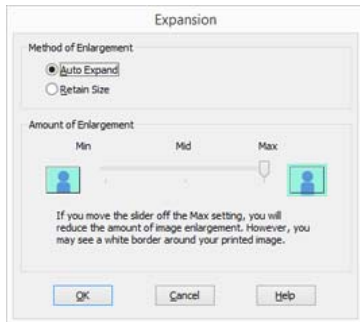 Expansion
Method of Enlargement
Auto Expand
Retain Size
Amount of Enlargement
Min Mid Max
If you move the slider off the Max setting, you will
reduce the amount of image enlargement. However, you
may see a white border around your printed image.
OK Cancel Help